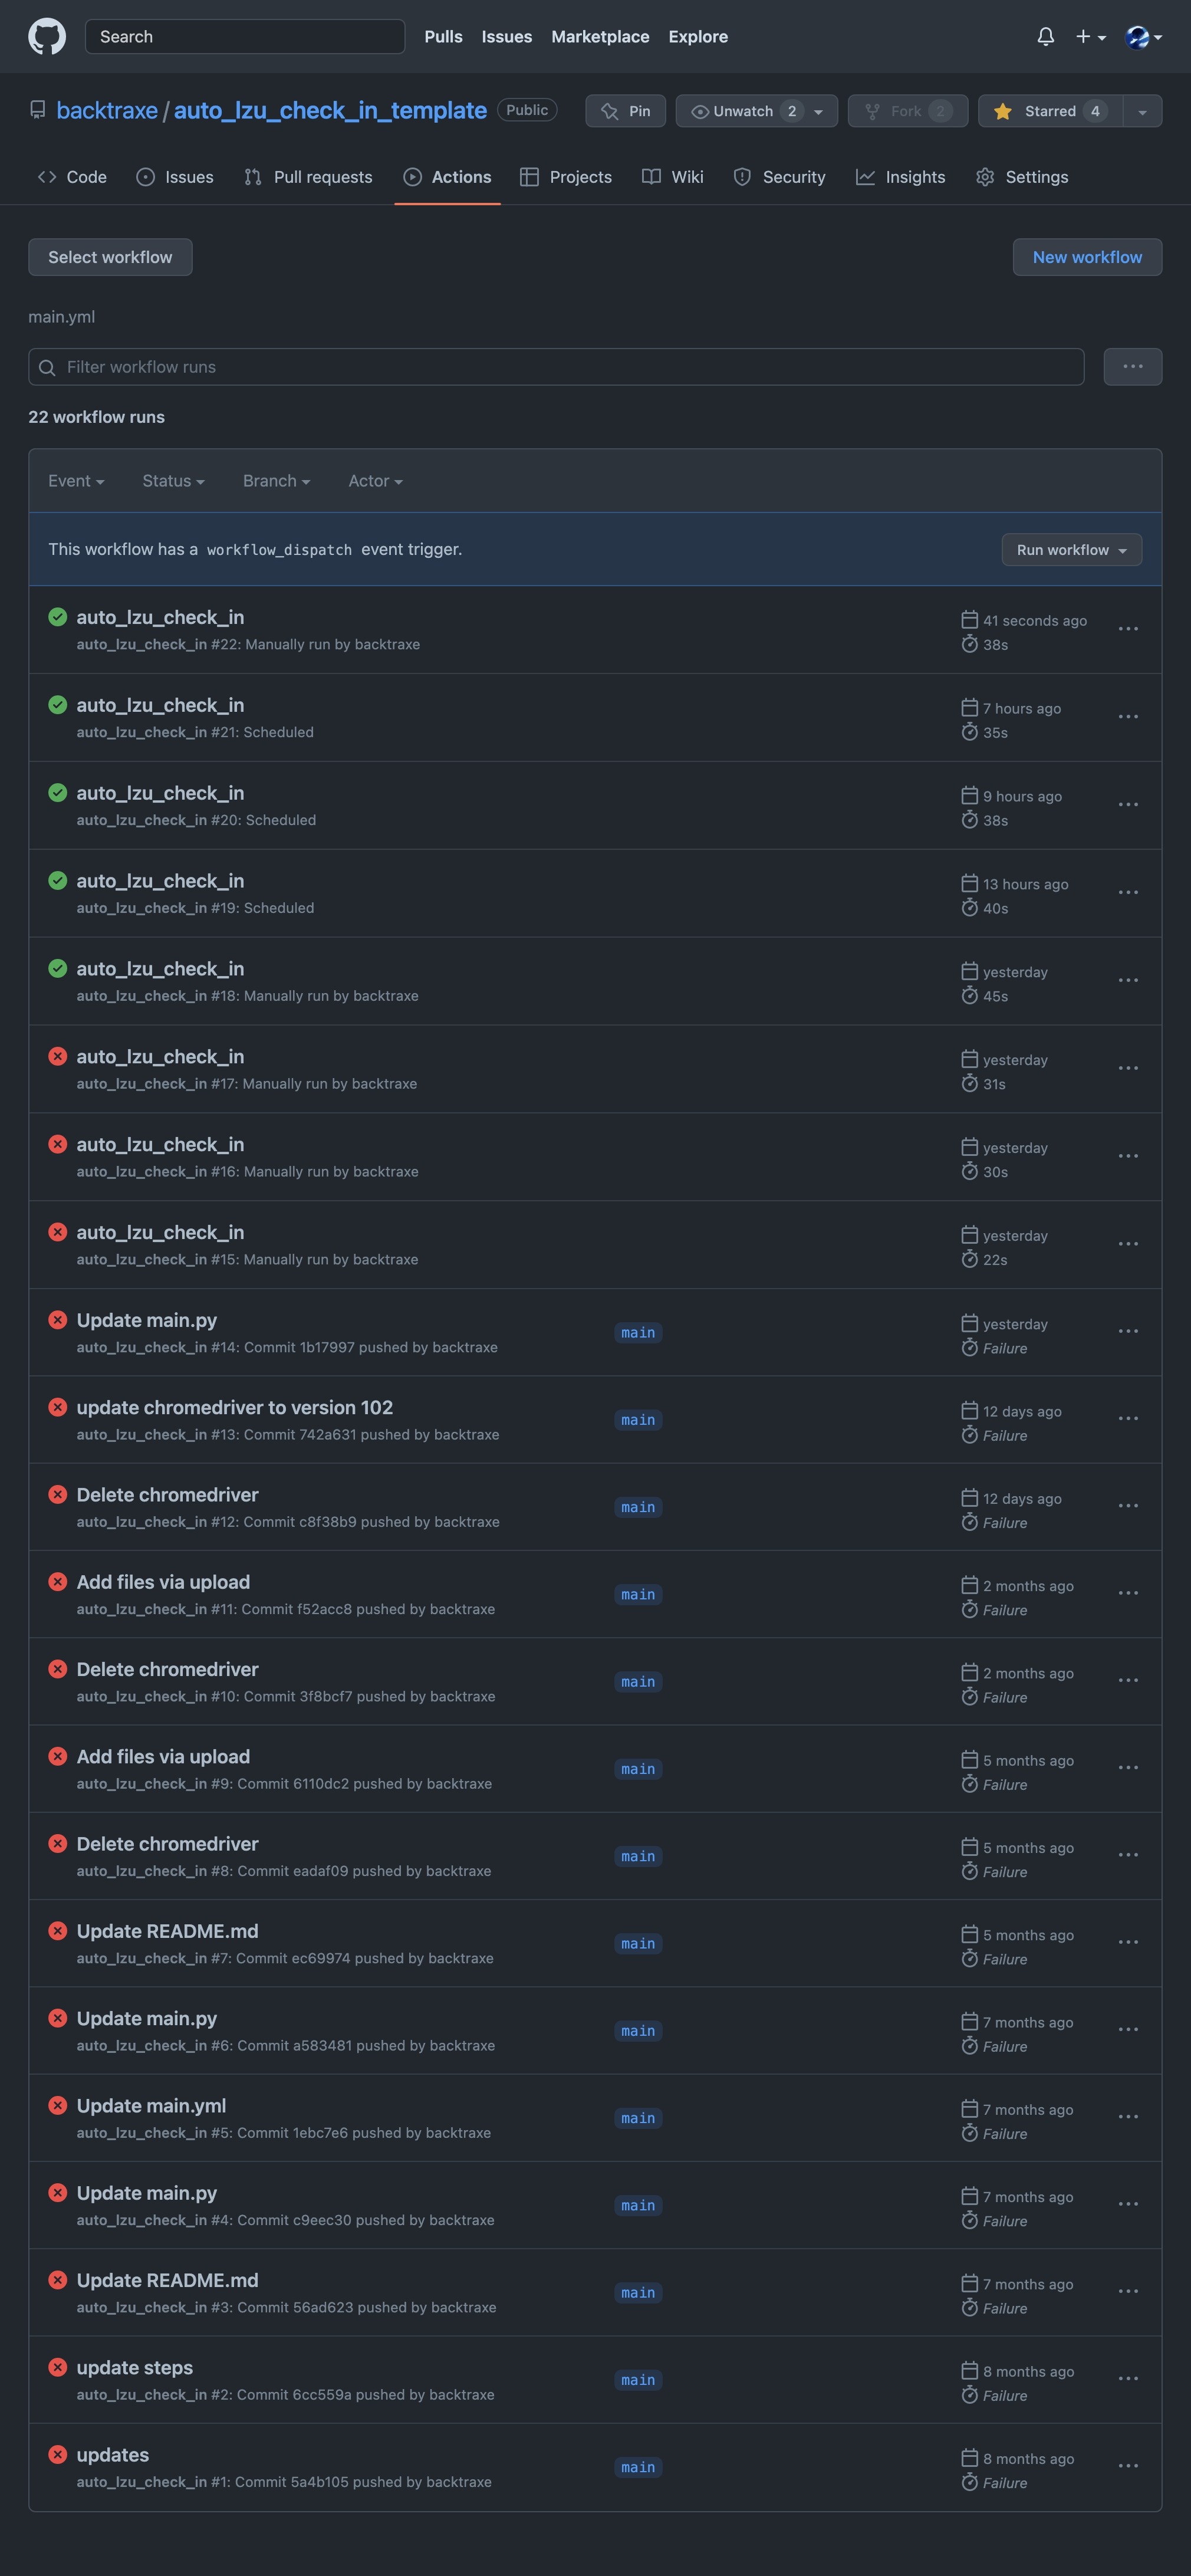 Search Pulls Issues Marketplace Explore
backtraxe / auto_lzu_check_in_template Public Pin Unwatch 2 Fork 2 Starred 4
Code Issues Pull requests Actions Projects Wiki Security Insights Settings
Select workflow New workflow
main.yml
Filter workflow runs
22 workflow runs
Event Status Branch Actor
This workflow has a workflow_dispatch event trigger. Run workflow
auto_lzu_check_in
41 seconds ago
auto_lzu_check_in #22: Manually run by backtraxe
38s
auto_lzu_check_in
7 hours ago
auto_lzu_check_in #21: Scheduled
35s
auto_lzu_check_in
9 hours ago
auto_lzu_check_in #20: Scheduled
38s
auto_lzu_check_in
13 hours ago
auto_lzu_check_in #19: Scheduled
40s
auto_lzu_check_in
yesterday
auto_lzu_check_in #18: Manually run by backtraxe
45s
auto_lzu_check_in
yesterday
auto_lzu_check_in #17: Manually run by backtraxe
31s
auto_lzu_check_in
yesterday
auto_lzu_check_in #16: Manually run by backtraxe
30s
auto_lzu_check_in
yesterday
auto_lzu_check_in #15: Manually run by backtraxe
22s
Update main.py
main
yesterday
auto_lzu_check_in #14: Commit 1b17997 pushed by backtraxe
Failure
update chromedriver to version 102
main
12 days ago
auto_lzu_check_in #13: Commit 742a631 pushed by backtraxe
Failure
Delete chromedriver
main
12 days ago
auto_lzu_check_in #12: Commit c8f38b9 pushed by backtraxe
Failure
Add files via upload
main
2 months ago
auto_lzu_check_in #11: Commit f52acc8 pushed by backtraxe
Failure
Delete chromedriver
main
2 months ago
auto_lzu_check_in #10: Commit 3f8bcf7 pushed by backtraxe
Failure
Add files via upload
main
5 months ago
auto_lzu_check_in #9: Commit 6110dc2 pushed by backtraxe
Failure
Delete chromedriver
main
5 months ago
auto_lzu_check_in #8: Commit eadaf09 pushed by backtraxe
Failure
Update README.md
main
5 months ago
auto_lzu_check_in #7: Commit ec69974 pushed by backtraxe
Failure
Update main.py
main
7 months ago
auto_lzu_check_in #6: Commit a583481 pushed by backtraxe
Failure
Update main.yml
main
7 months ago
auto_lzu_check_in #5: Commit 1ebc7e6 pushed by backtraxe
Failure
Update main.py
main
7 months ago
auto_lzu_check_in #4: Commit c9eec30 pushed by backtraxe
Failure
Update README.md
main
7 months ago
auto_lzu_check_in #3: Commit 56ad623 pushed by backtraxe
Failure
update steps
main
8 months ago
auto_lzu_check_in #2: Commit 6cc559a pushed by backtraxe
Failure
updates
main
8 months ago
auto_lzu_check_in #1: Commit 5a4b105 pushed by backtraxe
Failure